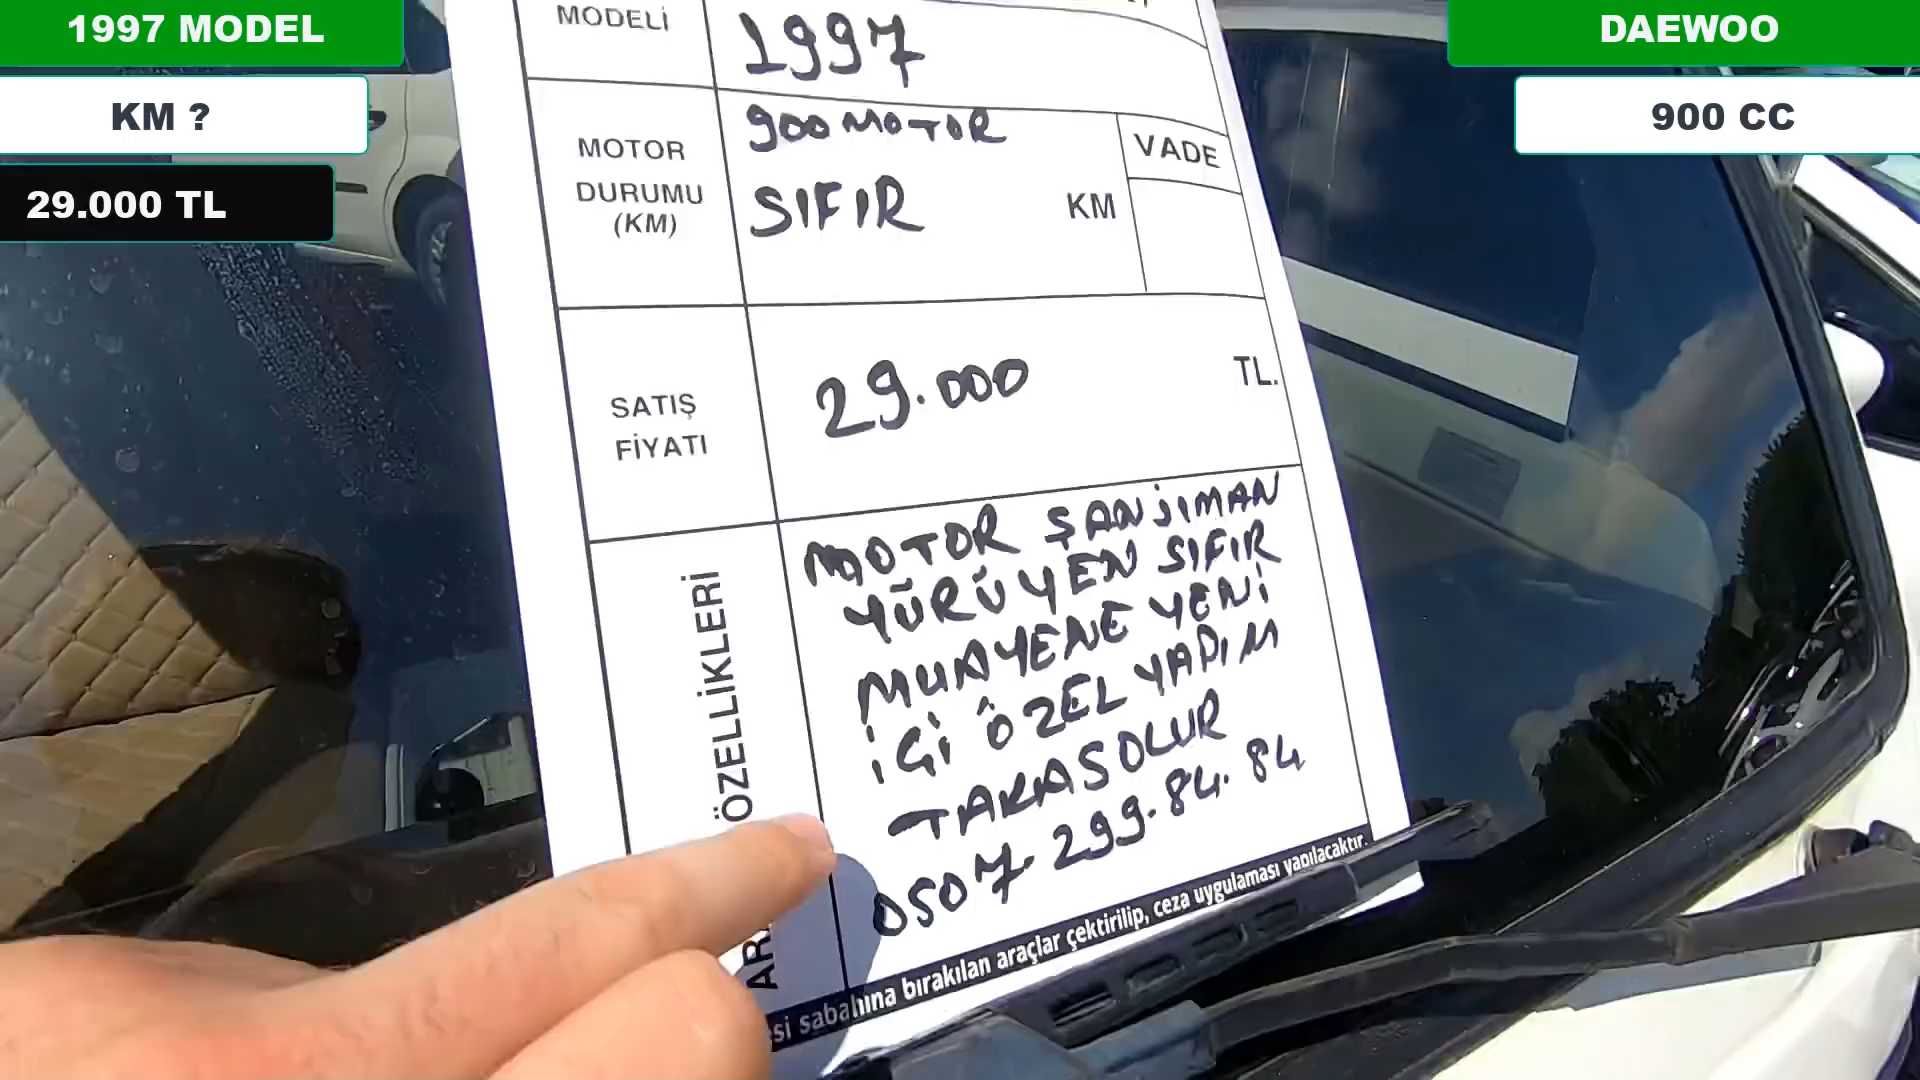 1997 MODEL
KM ?
29.000 TL
DAEWOO
900 CC
MODELİ
1997
MOTOR
DURUMU
(KM)
900 MOTOR
SIFIR
KM
VADE
SATIŞ
FİYATI
29.000
TL.
ÖZELLİKLERİ
MOTOR ŞANJIMAN
YÜRÜYEN SIFIR
MUAYENE YENİ
İÇİ ÖZEL YAPIM
TAKAS OLUR
0507 299.84.84
sabahına bırakılan araçlar çektirilip, ceza uygulaması yapılacaktır.